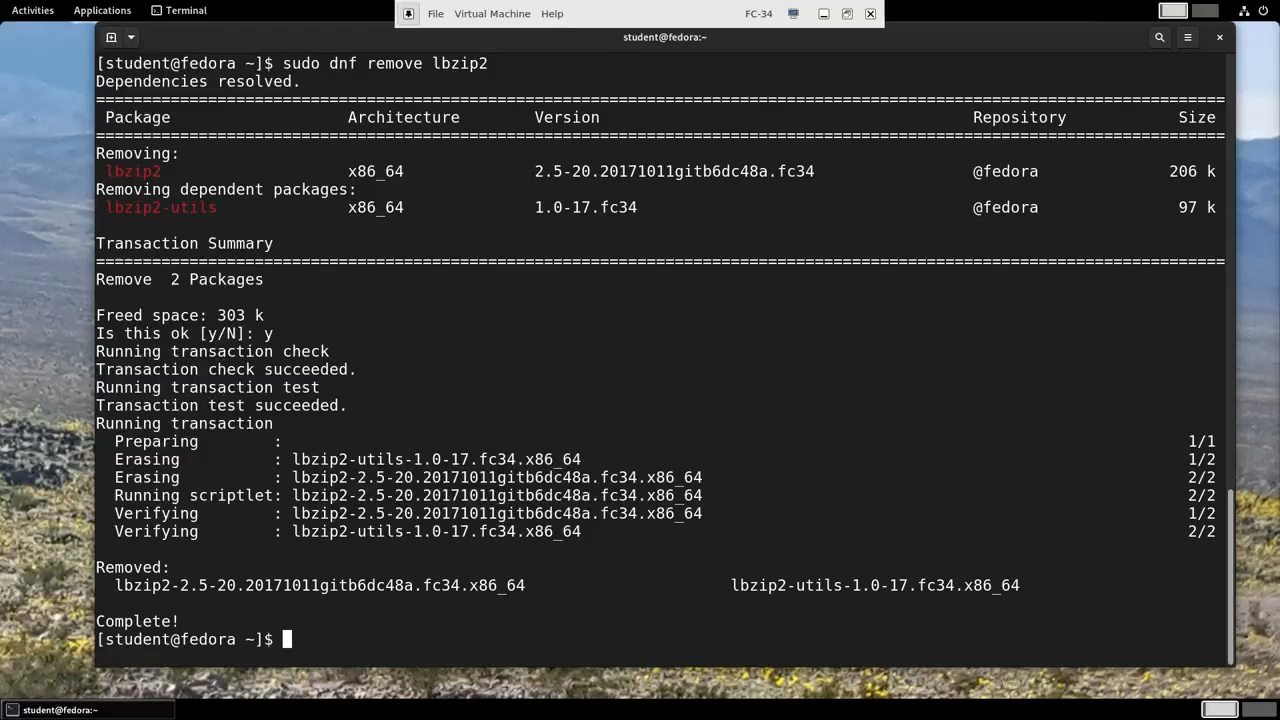 Activities Applications Terminal File Virtual Machine Help FC-34
student@fedora:~
[student@fedora ~]$ sudo dnf remove lbzip2
Dependencies resolved.
================================================================================
Package Architecture Version Repository Size
================================================================================
Removing:
lbzip2 x86_64 2.5-20.20171011gitb6dc48a.fc34 @fedora 206 k
Removing dependent packages:
lbzip2-utils x86_64 1.0-17.fc34 @fedora 97 k
Transaction Summary
================================================================================
Remove  2 Packages
Freed space: 303 k
Is this ok [y/N]: y
Running transaction check
Transaction check succeeded.
Running transaction test
Transaction test succeeded.
Running transaction
Preparing : 1/1
Erasing : lbzip2-utils-1.0-17.fc34.x86_64 1/2
Erasing : lbzip2-2.5-20.20171011gitb6dc48a.fc34.x86_64 2/2
Running scriptlet: lbzip2-2.5-20.20171011gitb6dc48a.fc34.x86_64 2/2
Verifying : lbzip2-2.5-20.20171011gitb6dc48a.fc34.x86_64 1/2
Verifying : lbzip2-utils-1.0-17.fc34.x86_64 2/2
Removed:
lbzip2-2.5-20.20171011gitb6dc48a.fc34.x86_64 lbzip2-utils-1.0-17.fc34.x86_64
Complete!
[student@fedora ~]$
student@fedora:~